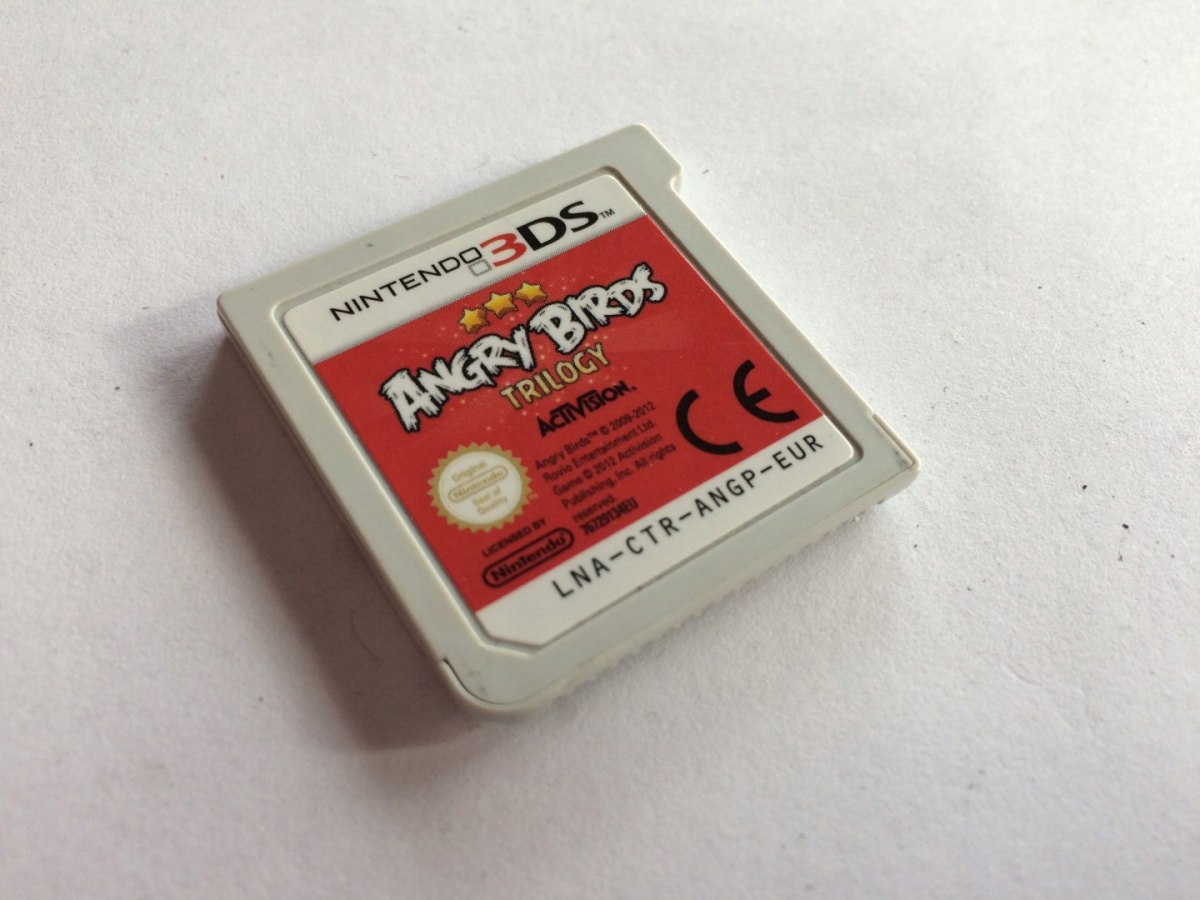 NINTENDO 3DS™
ANGRY BIRDS
TRILOGY
ACTIVISION.
Angry Birds™ © 2009-2012
Rovio Entertainment Ltd.
Game © 2012 Activision
Publishing, Inc. All rights
reserved.
76729134EU
CE
Original
Nintendo
Seal of
Quality
LICENSED BY
Nintendo
LNA-CTR-ANGP-EUR